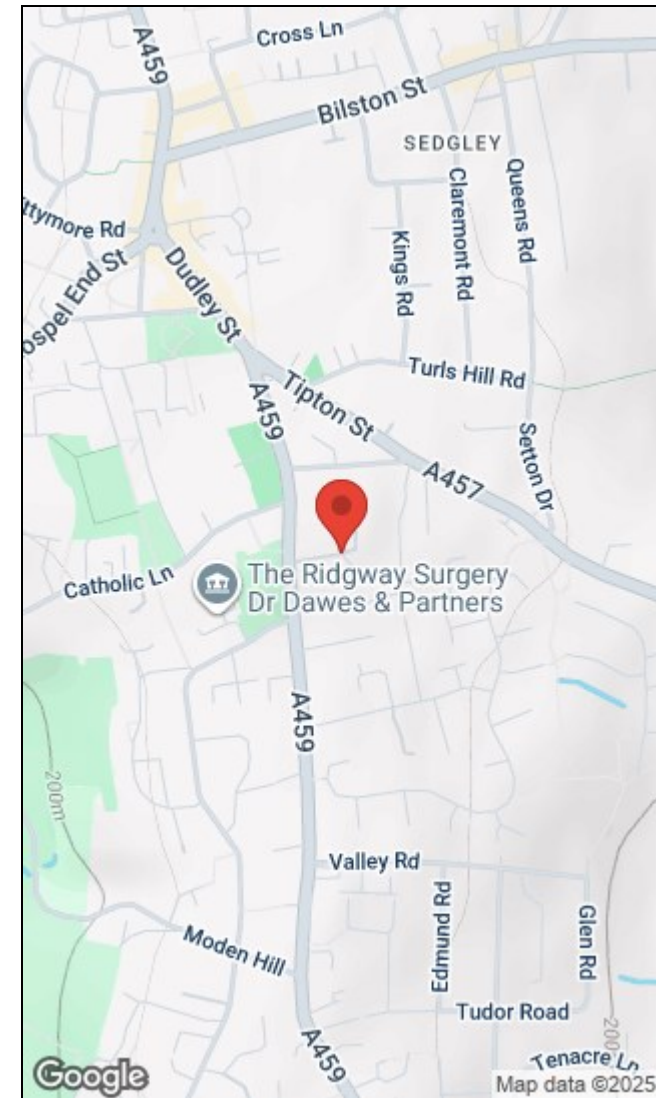 A459
Cross Ln
Bilston St
SEDGLEY
Queens Rd
Claremont Rd
Kings Rd
ttymore Rd
ospel End St
Dudley St
Turls Hill Rd
Tipton St
A459
Setton Dr
A457
Catholic Ln
The Ridgway Surgery
Dr Dawes & Partners
A459
200m
Valley Rd
Edmund Rd
Glen Rd
Moden Hill
Tudor Road
200
A459
Tenacre Ln
Google
Map data ©2025